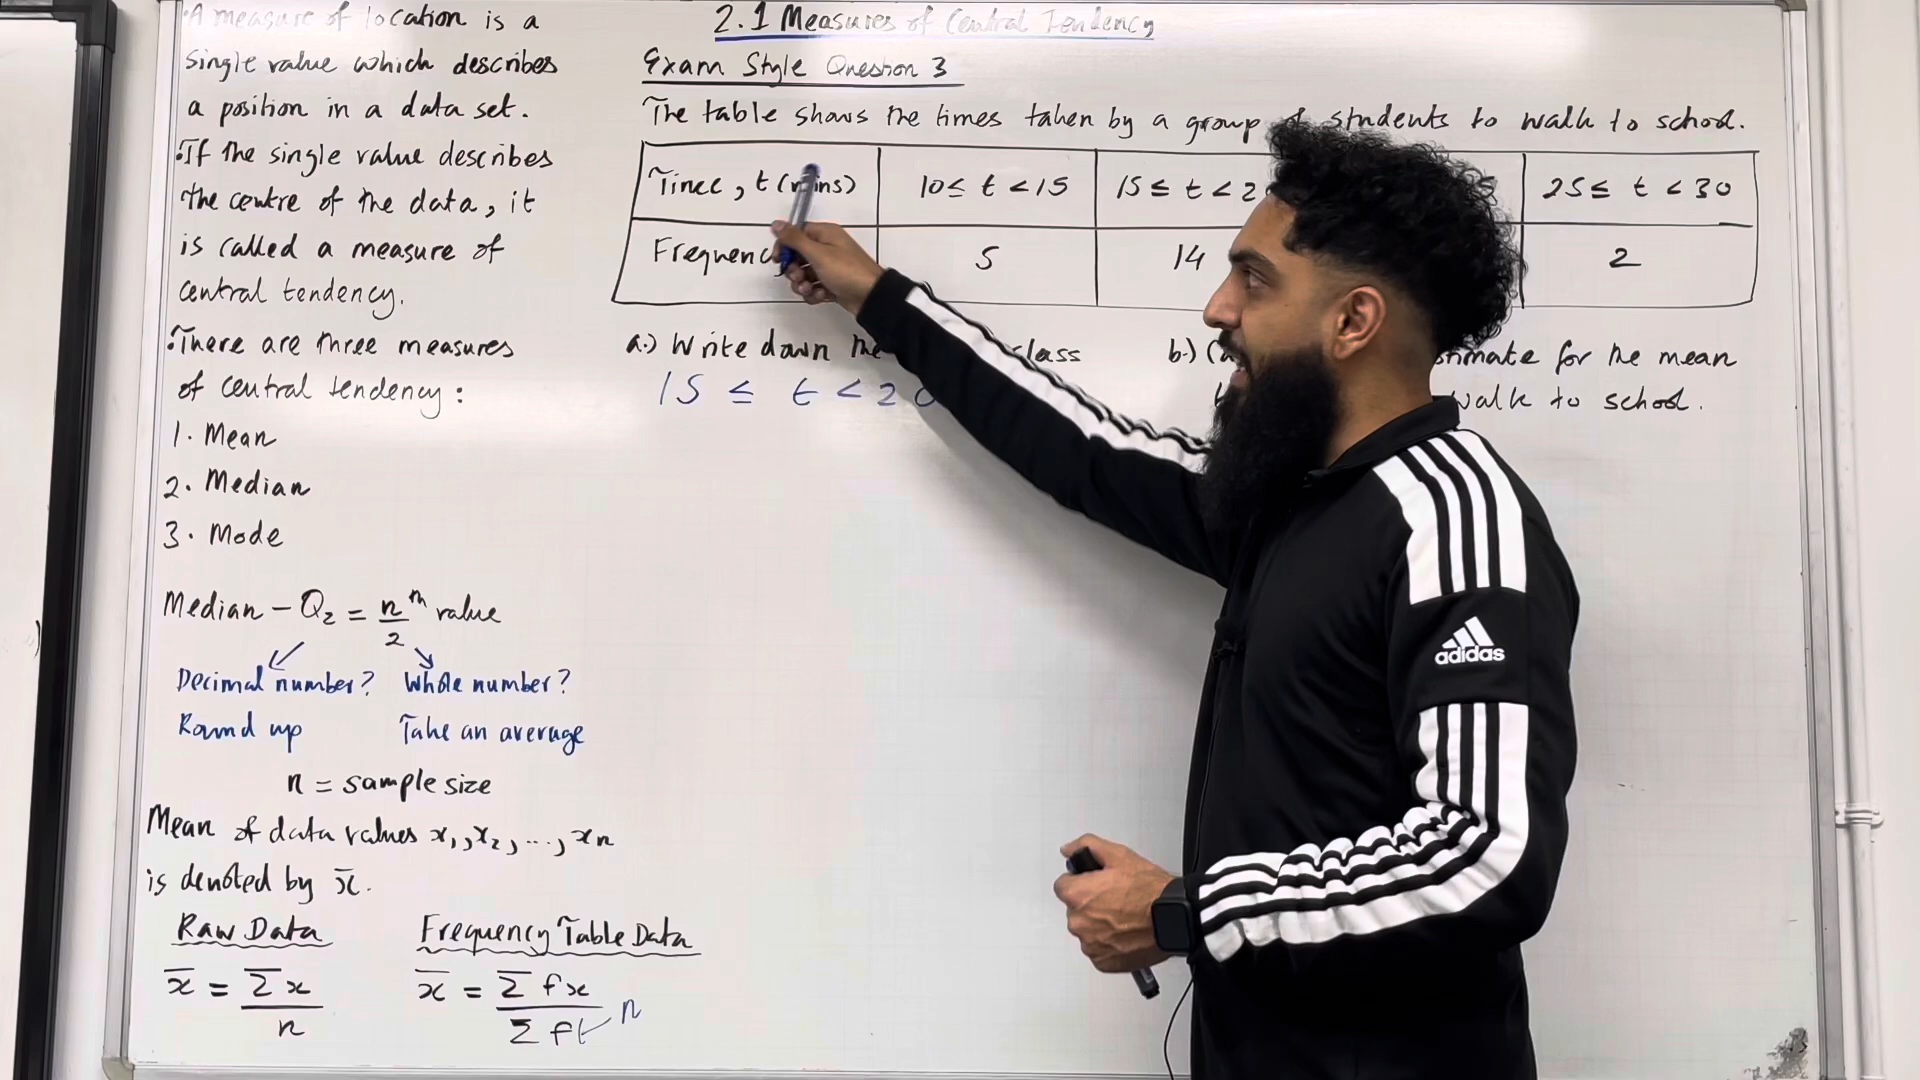 2.1 Measures of Central Tendency
·A measure of location is a
single value which describes
a position in a data set.
·If the single value describes
the centre of the data, it
is called a measure of
central tendency.
·There are three measures
of central tendency:
1. Mean
2. Median
3. Mode
Median - Q₂ = n/2 ᵗʰ value
Decimal number? Whole number?
Round up Take an average
n = sample size
Mean of data values x₁, x₂, ..., xn
is denoted by x̄.
Raw Data Frequency Table Data
x̄ = Σx / n x̄ = Σfx / Σf n
Exam Style Question 3
The table shows the times taken by a group students to walk to school.
Time, t (mins) 10≤ t <15 15≤ t <2 25≤ t <30
Frequency 5 14 2
a.) Write down the class
15 ≤ t < 20
b.) for the mean
walk to school.
adidas